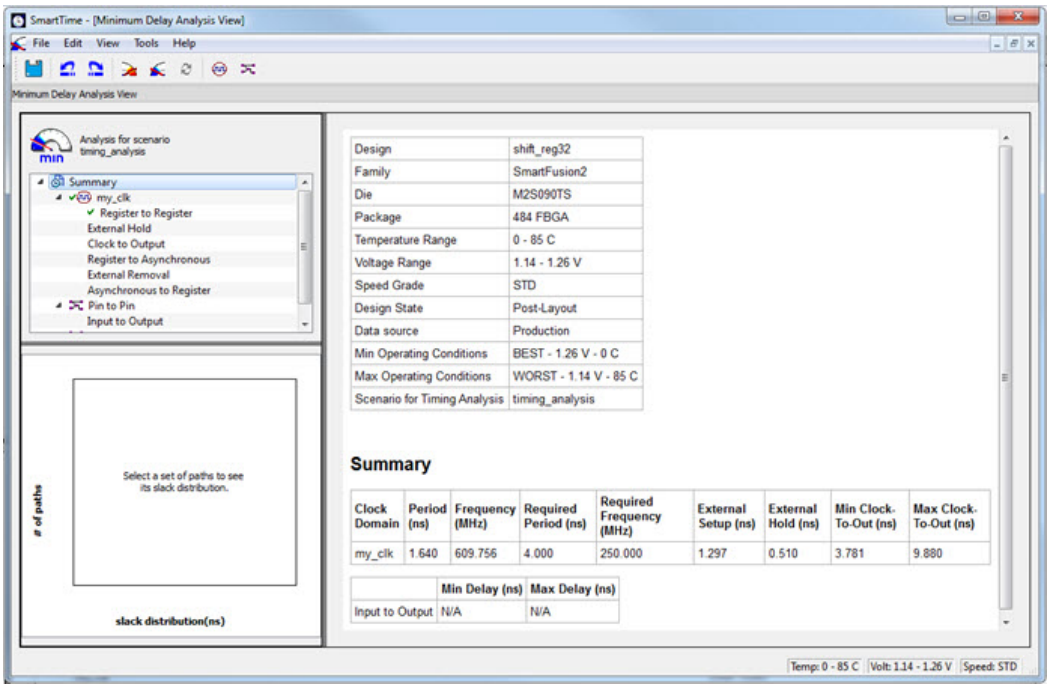 SmartTime - [Minimum Delay Analysis View]
File Edit View Tools Help
Minimum Delay Analysis View
Analysis for scenario
timing_analysis
min
Summary
my_clk
Register to Register
External Hold
Clock to Output
Register to Asynchronous
External Removal
Asynchronous to Register
Pin to Pin
Input to Output
# of paths
Select a set of paths to see
its slack distribution.
slack distribution(ns)
Design shift_reg32
Family SmartFusion2
Die M2S090TS
Package 484 FBGA
Temperature Range 0 - 85 C
Voltage Range 1.14 - 1.26 V
Speed Grade STD
Design State Post-Layout
Data source Production
Min Operating Conditions BEST - 1.26 V - 0 C
Max Operating Conditions WORST - 1.14 V - 85 C
Scenario for Timing Analysis timing_analysis
Summary
Clock Domain Period (ns) Frequency (MHz) Required Period (ns) Required Frequency (MHz) External Setup (ns) External Hold (ns) Min Clock-To-Out (ns) Max Clock-To-Out (ns)
my_clk 1.640 609.756 4.000 250.000 1.297 0.510 3.781 9.880
Min Delay (ns) Max Delay (ns)
Input to Output N/A N/A
Temp: 0 - 85 C Volt: 1.14 - 1.26 V Speed: STD